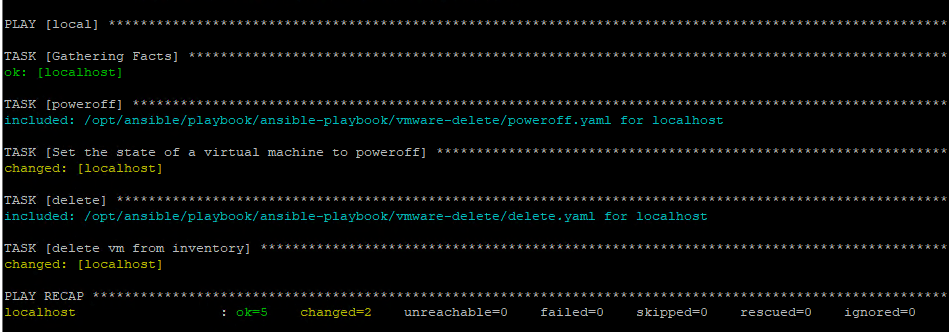 PLAY [local] *********************************************************************************************************
TASK [Gathering Facts] ***********************************************************************************************
ok: [localhost]
TASK [poweroff] ******************************************************************************************************
included: /opt/ansible/playbook/ansible-playbook/vmware-delete/poweroff.yaml for localhost
TASK [Set the state of a virtual machine to poweroff] ****************************************************************
changed: [localhost]
TASK [delete] ********************************************************************************************************
included: /opt/ansible/playbook/ansible-playbook/vmware-delete/delete.yaml for localhost
TASK [delete vm from inventory] **************************************************************************************
changed: [localhost]
PLAY RECAP ***********************************************************************************************************
localhost                  : ok=5    changed=2    unreachable=0    failed=0    skipped=0    rescued=0    ignored=0